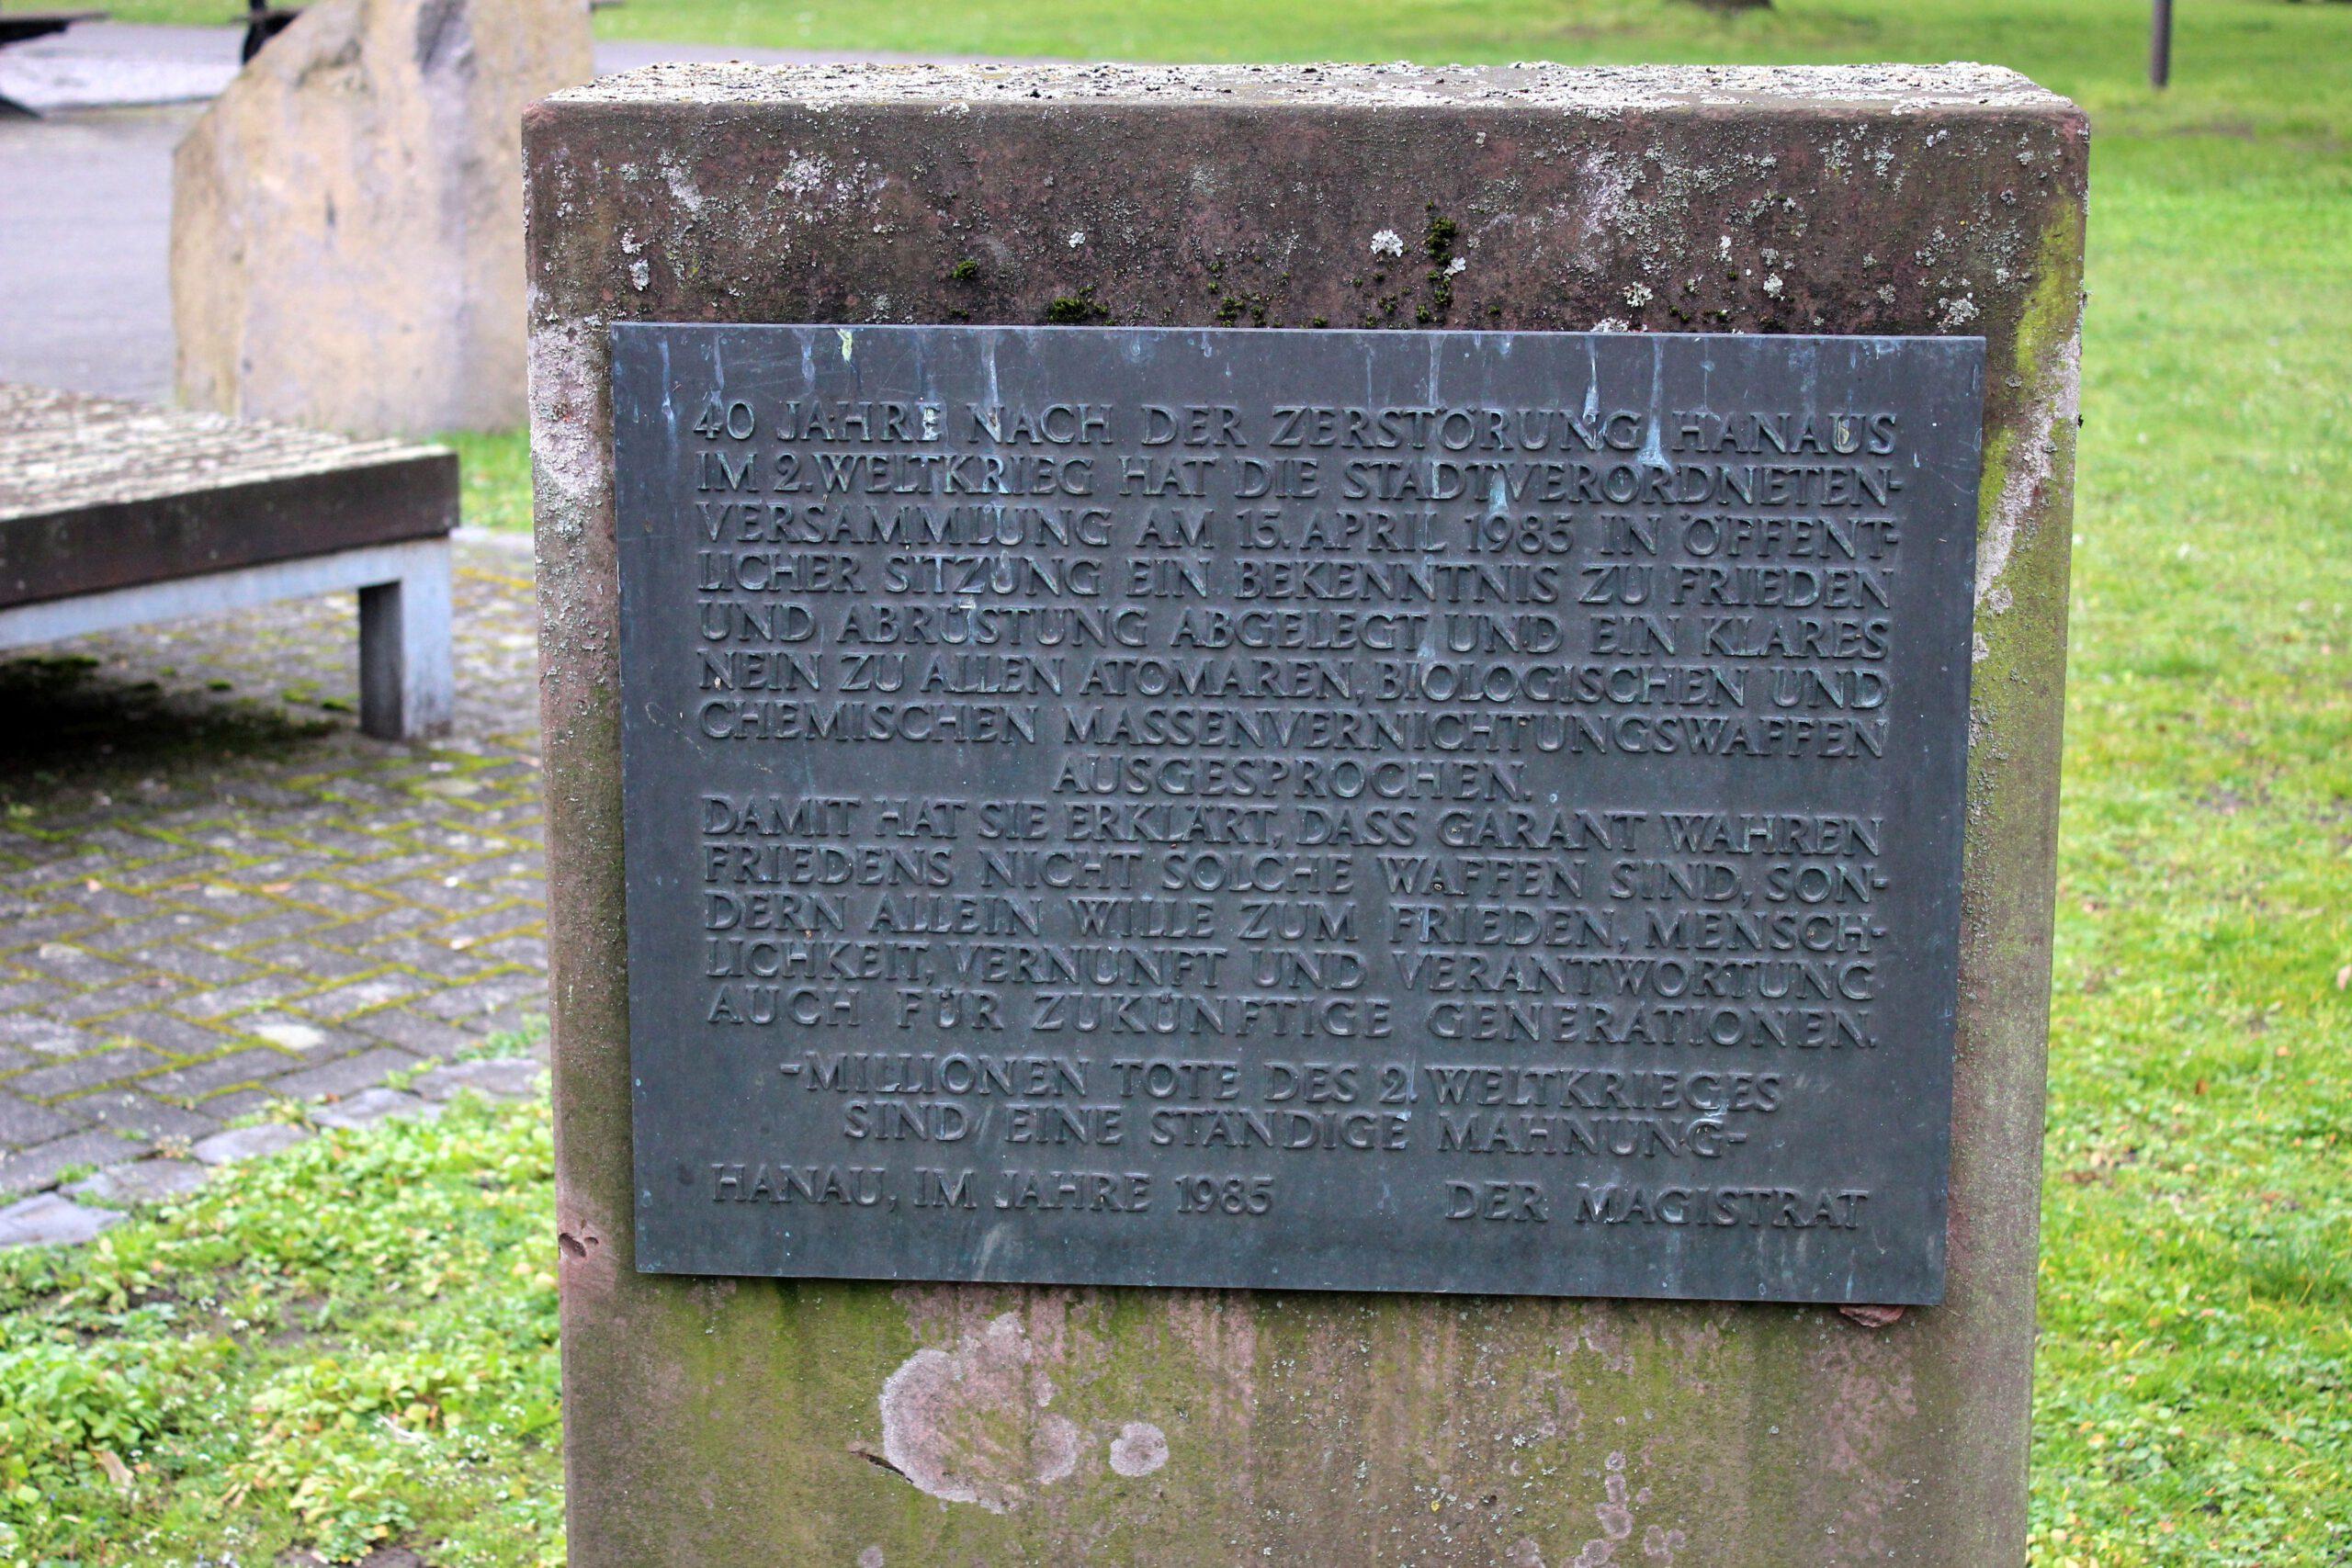 40 JAHRE NACH DER ZERSTÖRUNG HANAUS
IM 2. WELTKRIEG HAT DIE STADTVERORDNETEN-
VERSAMMLUNG AM 15. APRIL 1985 IN ÖFFENT-
LICHER SITZUNG EIN BEKENNTNIS ZU FRIEDEN
UND ABRÜSTUNG ABGELEGT UND EIN KLARES
NEIN ZU ALLEN ATOMAREN, BIOLOGISCHEN UND
CHEMISCHEN MASSENVERNICHTUNGSWAFFEN
AUSGESPROCHEN.
DAMIT HAT SIE ERKLÄRT, DASS GARANT WAHREN
FRIEDENS NICHT SOLCHE WAFFEN SIND, SON-
DERN ALLEIN WILLE ZUM FRIEDEN, MENSCH-
LICHKEIT, VERNUNFT UND VERANTWORTUNG
AUCH FÜR ZUKÜNFTIGE GENERATIONEN.
-MILLIONEN TOTE DES 2. WELTKRIEGES
SIND EINE STÄNDIGE MAHNUNG-
HANAU, IM JAHRE 1985 DER MAGISTRAT